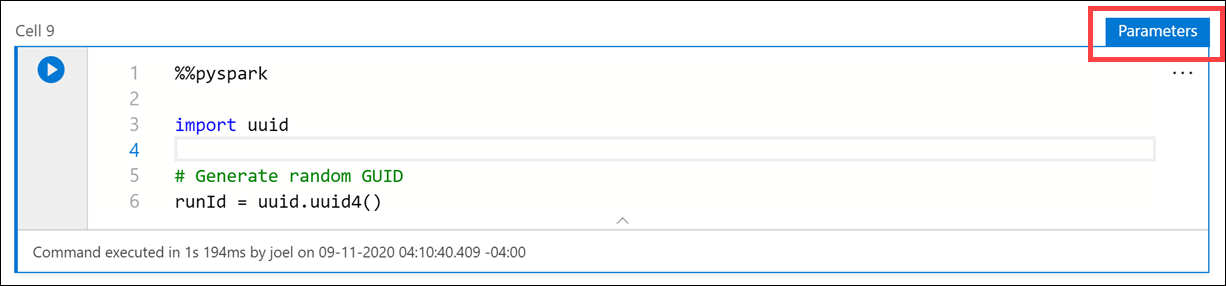 Cell 9
Parameters
...
1 %%pyspark
2
3 import uuid
4
5 # Generate random GUID
6 runId = uuid.uuid4()
Command executed in 1s 194ms by joel on 09-11-2020 04:10:40.409 -04:00